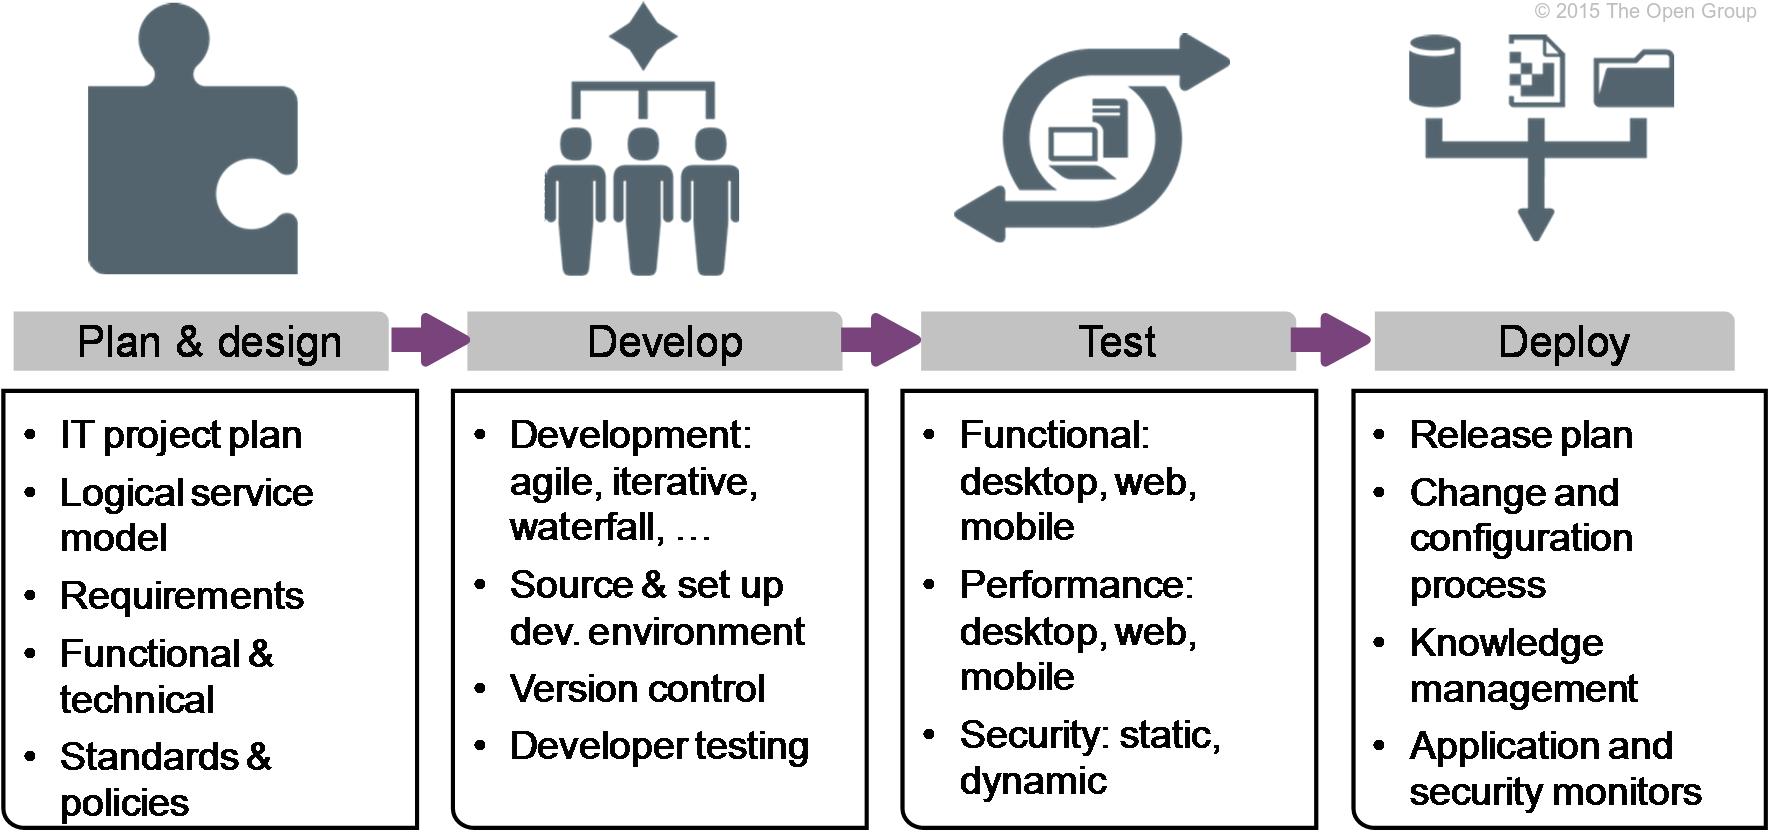 © 2015 The Open Group
Plan & design
Develop
Test
Deploy
• IT project plan
• Logical service
model
• Requirements
• Functional &
technical
• Standards &
policies
• Development:
agile, iterative,
waterfall, …
• Source & set up
dev. environment
• Version control
• Developer testing
• Functional:
desktop, web,
mobile
• Performance:
desktop, web,
mobile
• Security: static,
dynamic
• Release plan
• Change and
configuration
process
• Knowledge
management
• Application and
security monitors